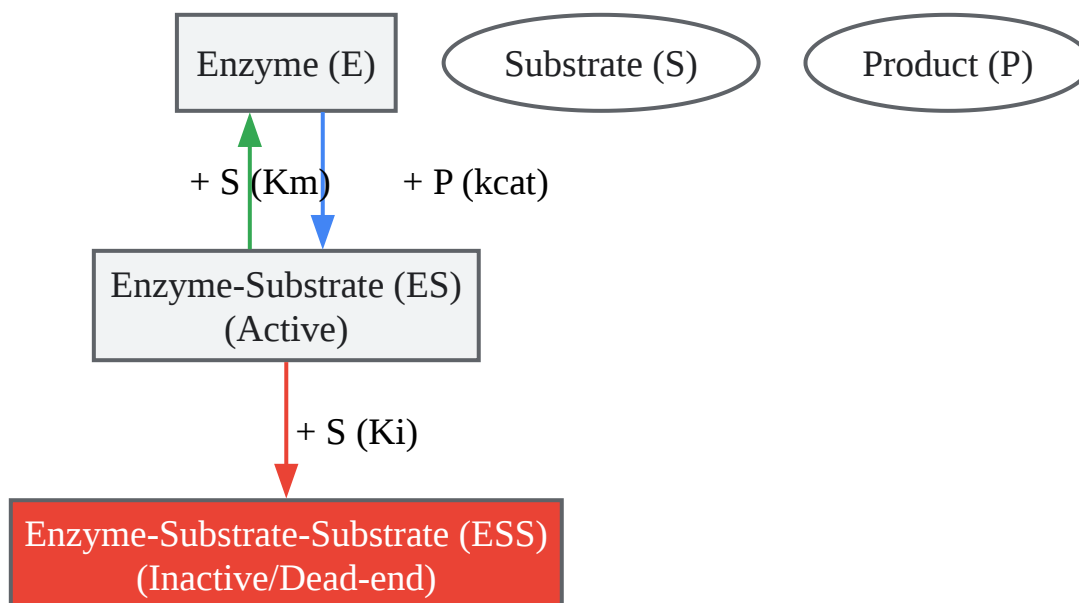 Enzyme (E)
Substrate (S)
Product (P)
+ S (Km)
+ P (kcat)
Enzyme-Substrate (ES)
(Active)
+ S (Ki)
Enzyme-Substrate-Substrate (ESS)
(Inactive/Dead-end)